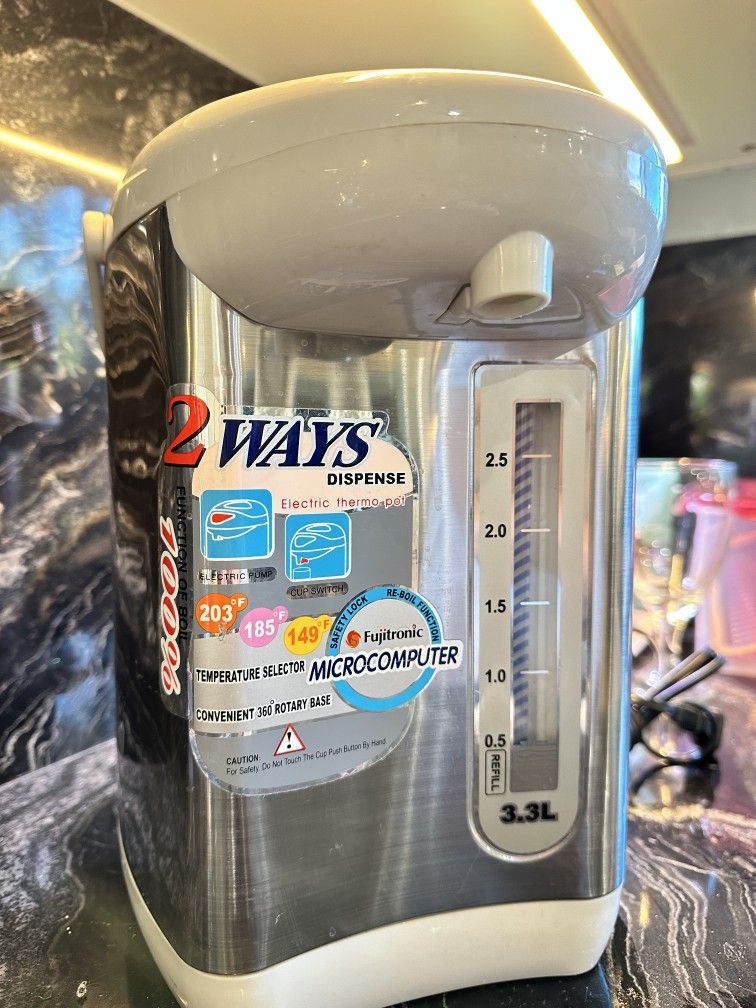 2 WAYS
DISPENSE
Electric thermo pot
ELECTRIC PUMP
CUP SWITCH
FUNCTION OF BOIL
100%
203°F
185°F
149°F
SAFETY LOCK
RE-BOIL FUNCTION
Fujitronic
MICROCOMPUTER
TEMPERATURE SELECTOR
CONVENIENT 360° ROTARY BASE
CAUTION:
For Safety, Do Not Touch The Cup Push Button By Hand
2.5
2.0
1.5
1.0
0.5
REFILL
3.3L